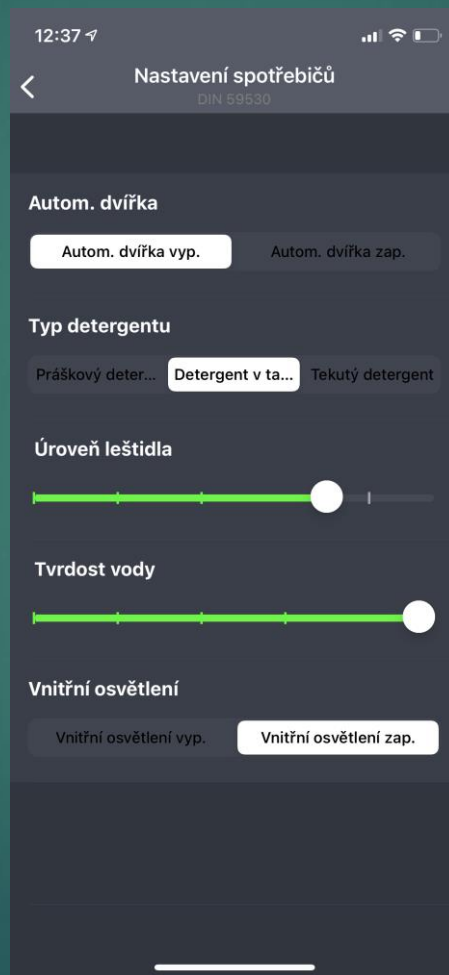 12:37
Nastavení spotřebičů
DIN 59530
Autom. dvířka
Autom. dvířka vyp. Autom. dvířka zap.
Typ detergentu
Práškový deter... Detergent v ta... Tekutý detergent
Úroveň leštidla
Tvrdost vody
Vnitřní osvětlení
Vnitřní osvětlení vyp. Vnitřní osvětlení zap.